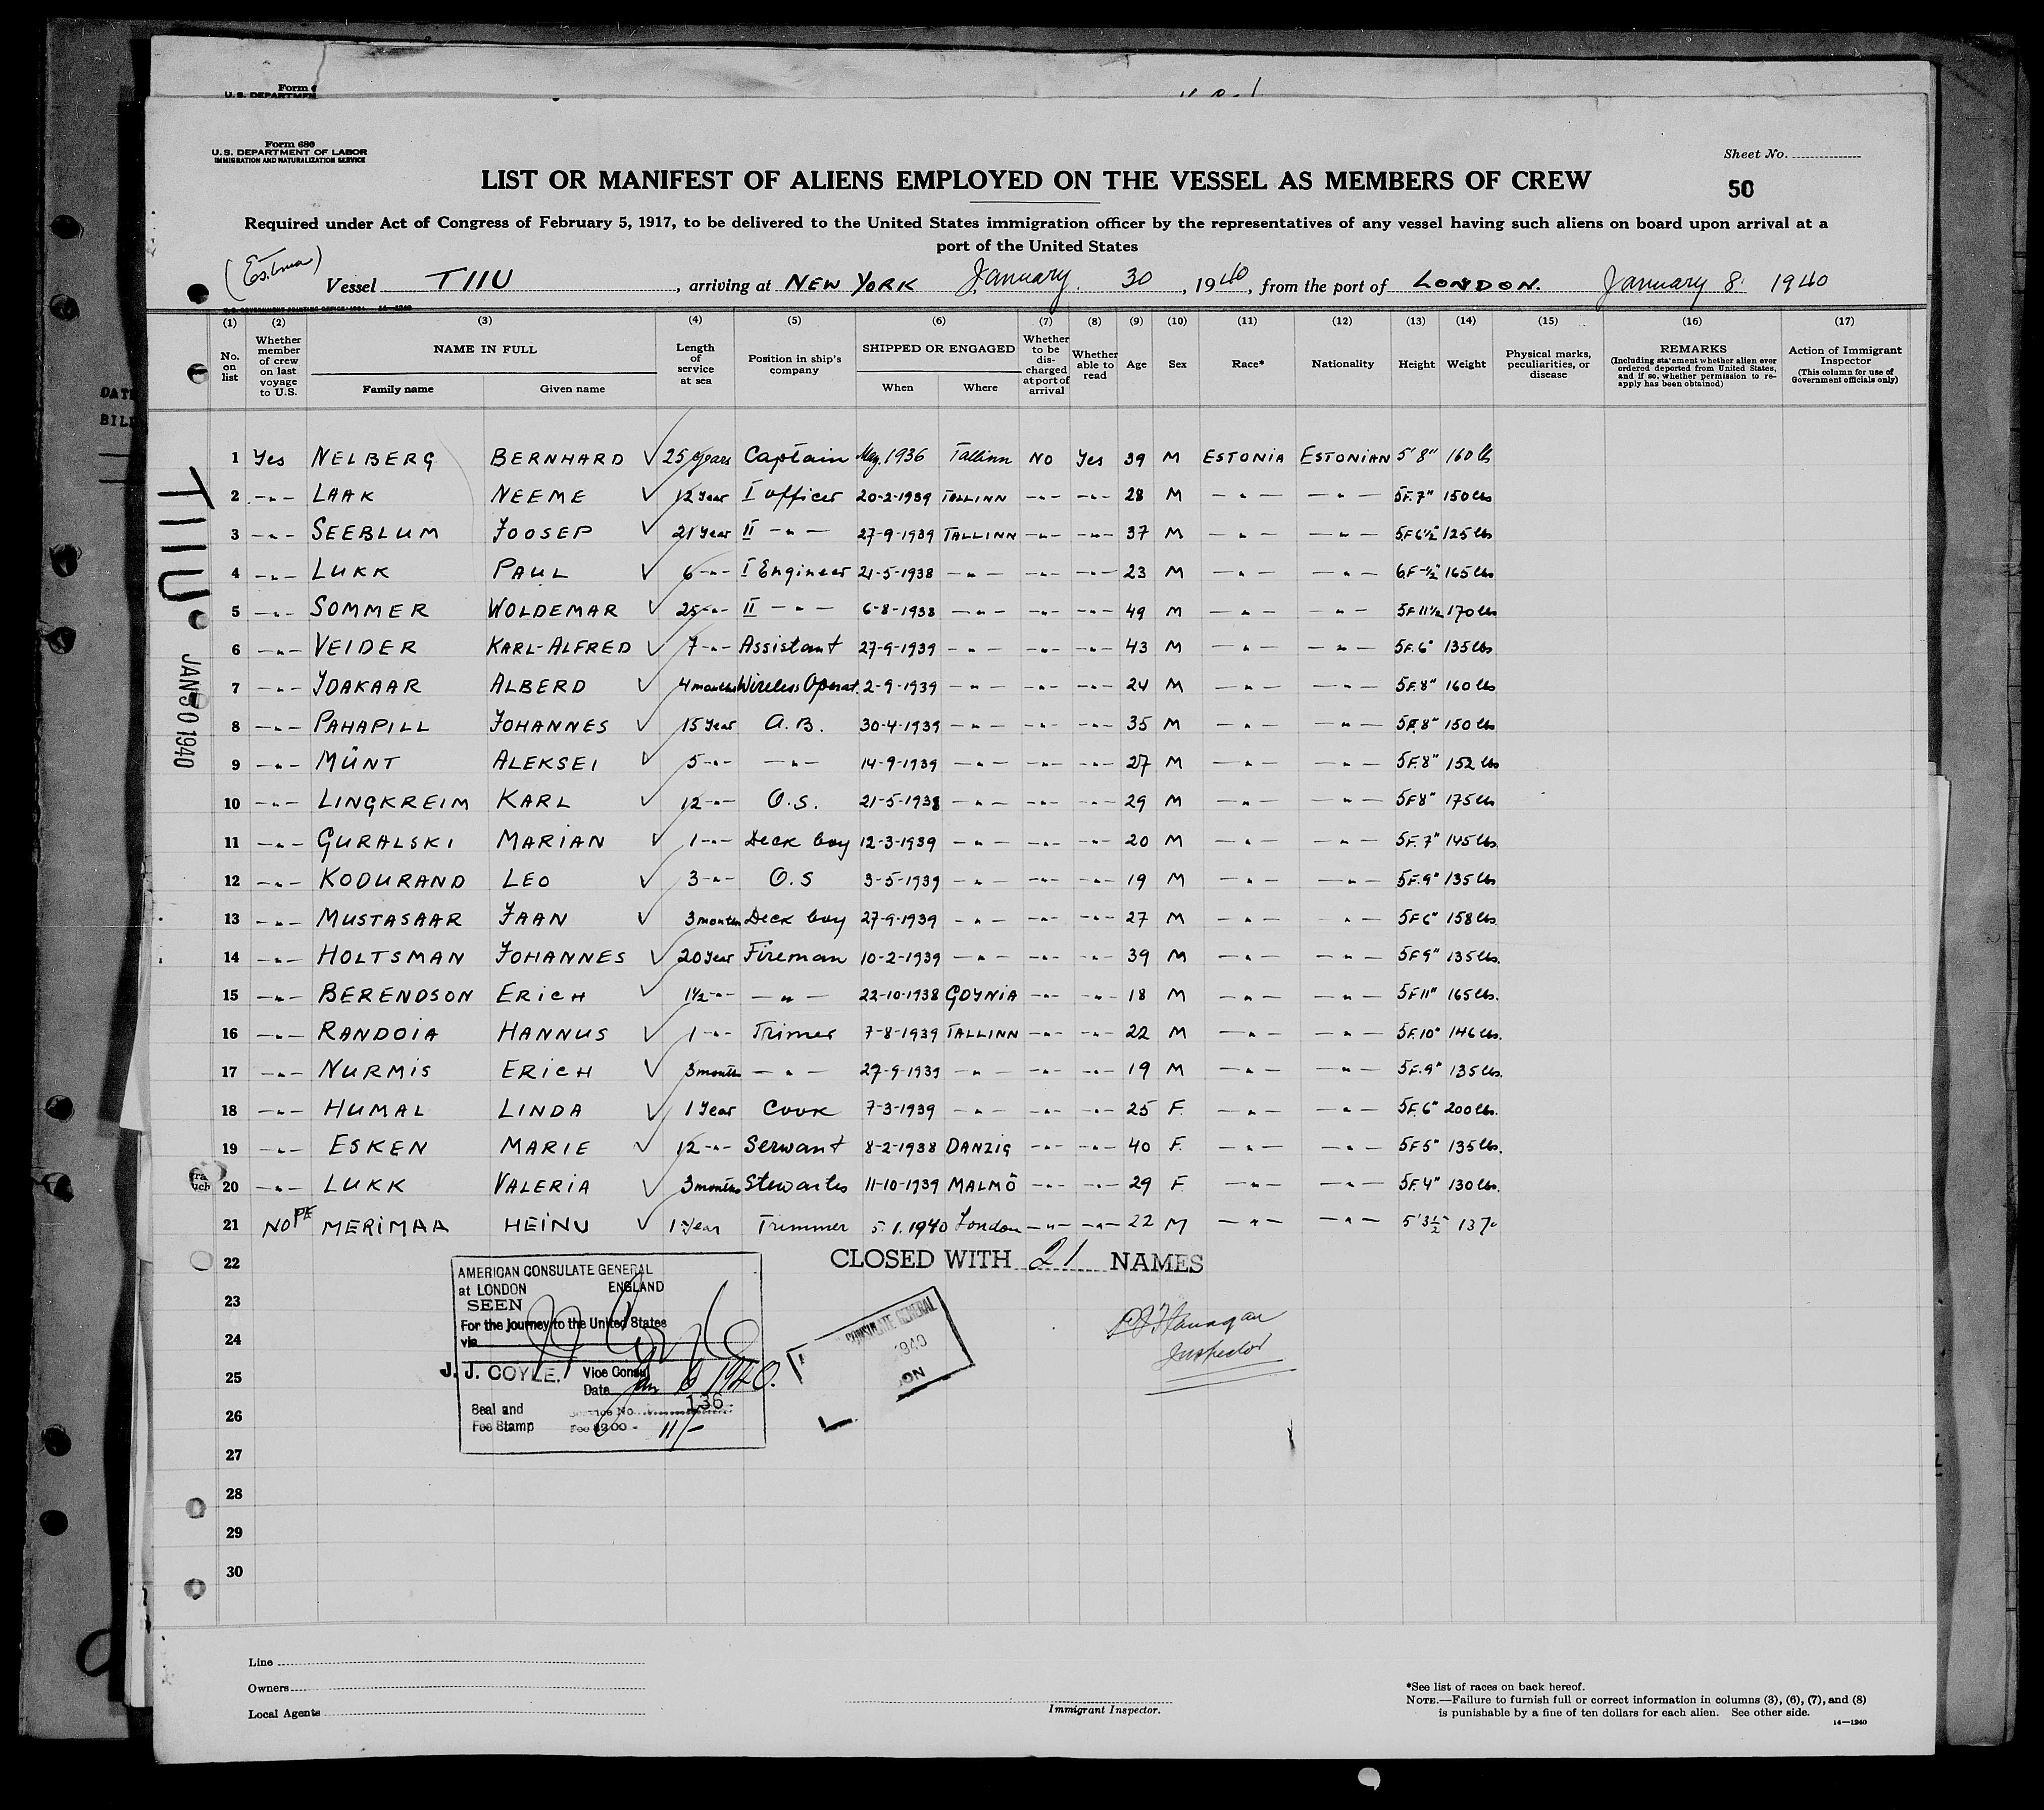 Form
U.S. DEPARTMEN
Form 680
U.S. DEPARTMENT OF LABOR
IMMIGRATION AND NATURALIZATION SERVICE
Sheet No.
50
LIST OR MANIFEST OF ALIENS EMPLOYED ON THE VESSEL AS MEMBERS OF CREW
Required under Act of Congress of February 5, 1917, to be delivered to the United States immigration officer by the representatives of any vessel having such aliens on board upon arrival at a
port of the United States
Vessel TIIU, arriving at NEW YORK January 30, 1940, from the port of LONDON. January 8. 1940
(1) (2) (3) (4) (5) (6) (7) (8) (9) (10) (11) (12) (13) (14) (15) (16) (17)
No. on list
Whether member of crew on last voyage to U.S.
NAME IN FULL
Family name Given name
Length of service at sea
Position in ship's company
SHIPPED OR ENGAGED
When Where
Whether to be discharged at port of arrival
Whether able to read
Age Sex Race* Nationality Height Weight
Physical marks, peculiarities, or disease
REMARKS
(Including statement whether alien ever ordered deported from United States, and if so, whether permission to reapply has been obtained)
Action of Immigrant Inspector
(This column for use of Government officials only)
1 Yes NELBERG BERNHARD 25 years Captain May.1936 Tallinn NO Yes 39 M ESTONIA ESTONIAN 5'8" 160 lb
2 -"- LAAK NEEME 12 Year I officer 20-2-1939 TALLINN -"- -"- 28 M -"- -"- 5F.7" 150 lbs
3 -"- SEEBLUM JOOSEP 21 Year II -"- 27-9-1939 TALLINN -"- -"- 37 M -"- -"- 5F6½" 125 lbs
4 -"- LUKK PAUL 6 -"- I Engineer 21-5-1938 -"- -"- -"- 23 M -"- -"- 6F-½" 165 lbs
5 -"- SOMMER WOLDEMAR 25 -"- II -"- 6-8-1938 -"- -"- -"- 49 M -"- -"- 5F11½ 170 lbs
6 -"- VEIDER KARL-ALFRED 7 -"- Assistant 27-9-1939 -"- -"- -"- 43 M -"- -"- 5F.6" 135 lbs
7 -"- JOAKAAR ALBERD 4 months Wireless Operat. 2-9-1939 -"- -"- -"- 24 M -"- -"- 5F.8" 160 lbs
8 -"- PAHAPILL JOHANNES 15 Year A.B. 30-4-1939 -"- -"- -"- 35 M -"- -"- 5F.8" 150 lbs
9 -"- MÜNT ALEKSEI 5 -"- -"- 14-9-1939 -"- -"- -"- 27 M -"- -"- 5F.8" 152 lbs
10 -"- LINGKREIM KARL 12 -"- O.S. 21-5-1938 -"- -"- -"- 29 M -"- -"- 5F8" 175 lbs
11 -"- GURALSKI MARIAN 1 -"- Deck boy 12-3-1939 -"- -"- -"- 20 M -"- -"- 5F.7" 145 lbs.
12 -"- KODURAND LEO 3 -"- O.S 3-5-1939 -"- -"- -"- 19 M -"- -"- 5F.9" 135 lbs
13 -"- MUSTASAAR JAAN 3 months Deck boy 27-9-1939 -"- -"- -"- 27 M -"- -"- 5F6" 158 lbs
14 -"- HOLTSMAN JOHANNES 20 Year Fireman 10-2-1939 -"- -"- -"- 39 M -"- -"- 5F9" 135 lbs.
15 -"- BERENDSON ERICH 1½ -"- -"- 22-10-1938 GDYNIA -"- -"- 18 M -"- -"- 5F11" 165 lbs.
16 -"- RANDOIA HANNUS 1 -"- Trimer 7-8-1939 TALLINN -"- -"- 22 M -"- -"- 5F.10" 146 lbs.
17 -"- NURMIS ERICH 3 month -"- 27-9-1939 -"- -"- -"- 19 M -"- -"- 5F.9" 135 lbs.
18 -"- HUMAL LINDA 1 Year Cook 7-3-1939 -"- -"- -"- 25 F. -"- -"- 5F.6" 200 lbs.
19 -"- ESKEN MARIE 12 -"- Servant 8-2-1938 DANZIG -"- -"- 40 F. -"- -"- 5F5" 135 lbs.
20 -"- LUKK VALERIA 3 months Stewartes 11-10-1939 MALMÖ -"- -"- 29 F -"- -"- 5F.4" 130 lbs.
21 NO PE MERIMAA HEINU 1 Year Trimmer 5.1.1940 London -"- -"- 22 M -"- -"- 5'3½" 137
22
23
24
25
26
27
28
29
30
CLOSED WITH 21 NAMES
AMERICAN CONSULATE GENERAL
at LONDON ENGLAND
SEEN
For the journey to the United States
via
J. J. COYLE. Vice Consul
Date Jan 6 1940.
Seal and Service No. 136
Fee Stamp Fee $2.00 - 11/-
CONSULATE GENERAL
1940
ON
Flanagan
Inspector
TIIU
JAN 30 1940
DATE
BILL
Line
Owners
Local Agents
Immigrant Inspector.
*See list of races on back hereof.
NOTE.—Failure to furnish full or correct information in columns (3), (6), (7), and (8)
is punishable by a fine of ten dollars for each alien. See other side.
14—1240